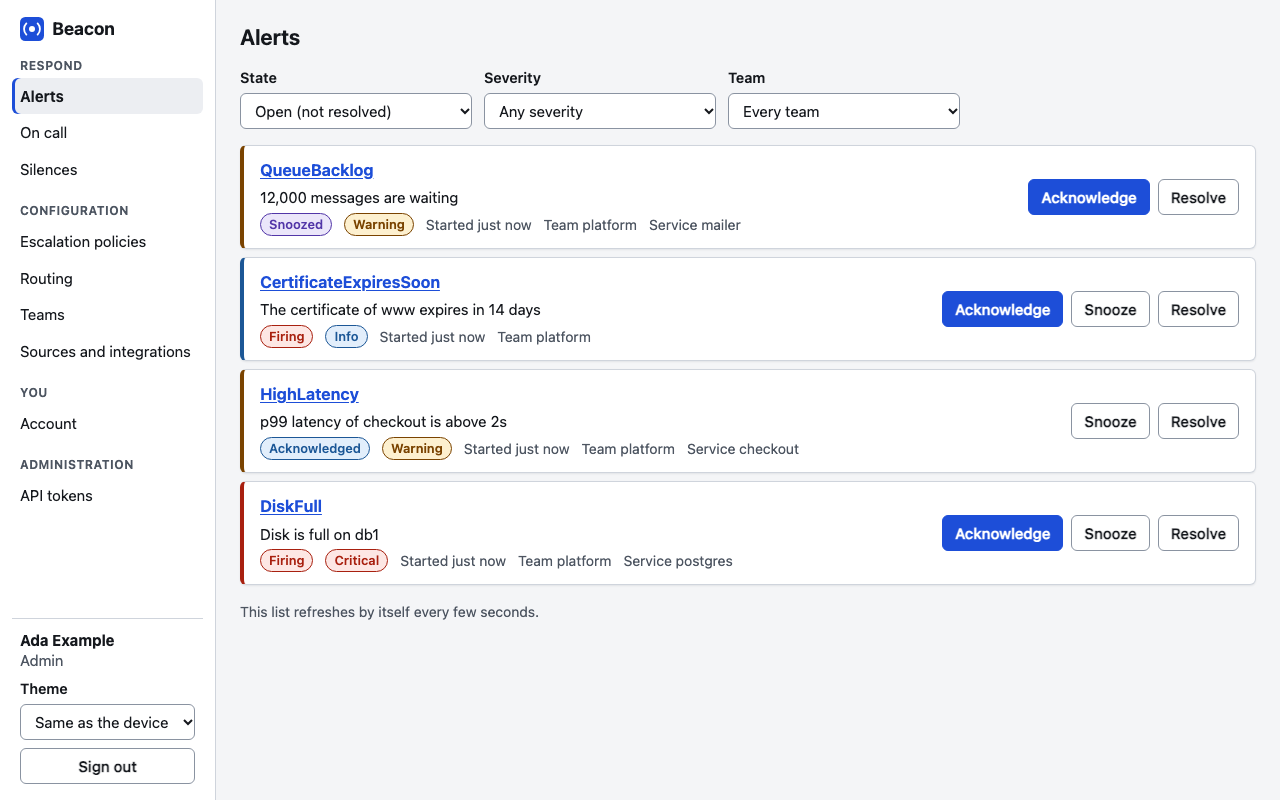 Beacon
RESPOND
Alerts
On call
Silences
CONFIGURATION
Escalation policies
Routing
Teams
Sources and integrations
YOU
Account
ADMINISTRATION
API tokens
Ada Example
Admin
Theme
Same as the device
Sign out
Alerts
State
Severity
Team
Open (not resolved)
Any severity
Every team
QueueBacklog
12,000 messages are waiting
Snoozed Warning Started just now Team platform Service mailer
Acknowledge Resolve
CertificateExpiresSoon
The certificate of www expires in 14 days
Firing Info Started just now Team platform
Acknowledge Snooze Resolve
HighLatency
p99 latency of checkout is above 2s
Acknowledged Warning Started just now Team platform Service checkout
Snooze Resolve
DiskFull
Disk is full on db1
Firing Critical Started just now Team platform Service postgres
Acknowledge Snooze Resolve
This list refreshes by itself every few seconds.